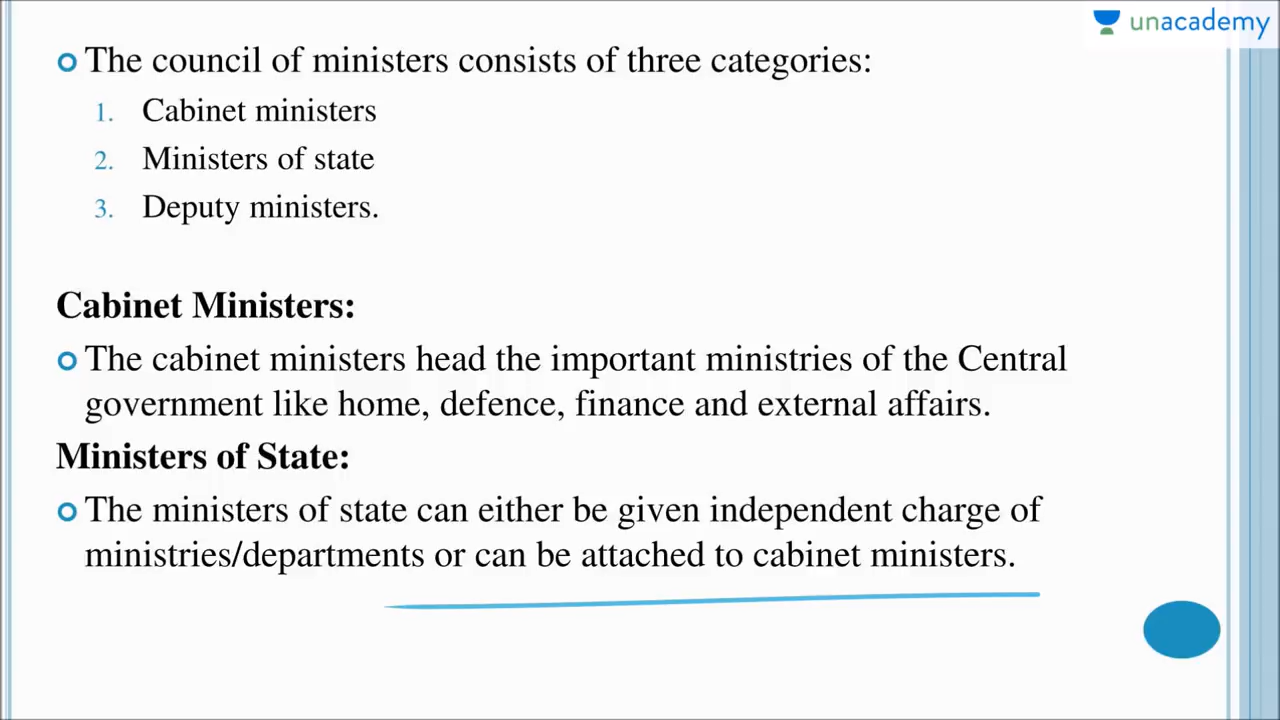 unacademy
The council of ministers consists of three categories:
1. Cabinet ministers
2. Ministers of state
3. Deputy ministers.
Cabinet Ministers:
The cabinet ministers head the important ministries of the Central
government like home, defence, finance and external affairs.
Ministers of State:
The ministers of state can either be given independent charge of
ministries/departments or can be attached to cabinet ministers.